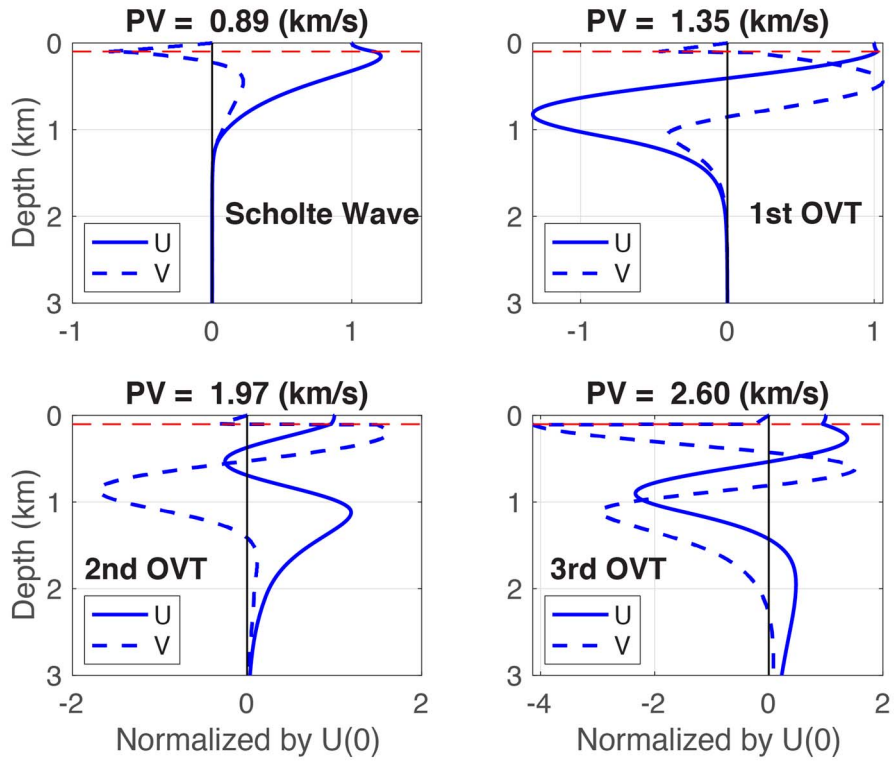 PV = 0.89 (km/s)
PV = 1.35 (km/s)
0
1
2
3
Depth (km)
Scholte Wave
U
V
-1
0
1
0
1
2
3
1st OVT
U
V
-1
0
1
PV = 1.97 (km/s)
PV = 2.60 (km/s)
0
1
2
3
Depth (km)
2nd OVT
U
V
-2
0
2
Normalized by U(0)
0
1
2
3
3rd OVT
U
V
-4
-2
0
2
Normalized by U(0)